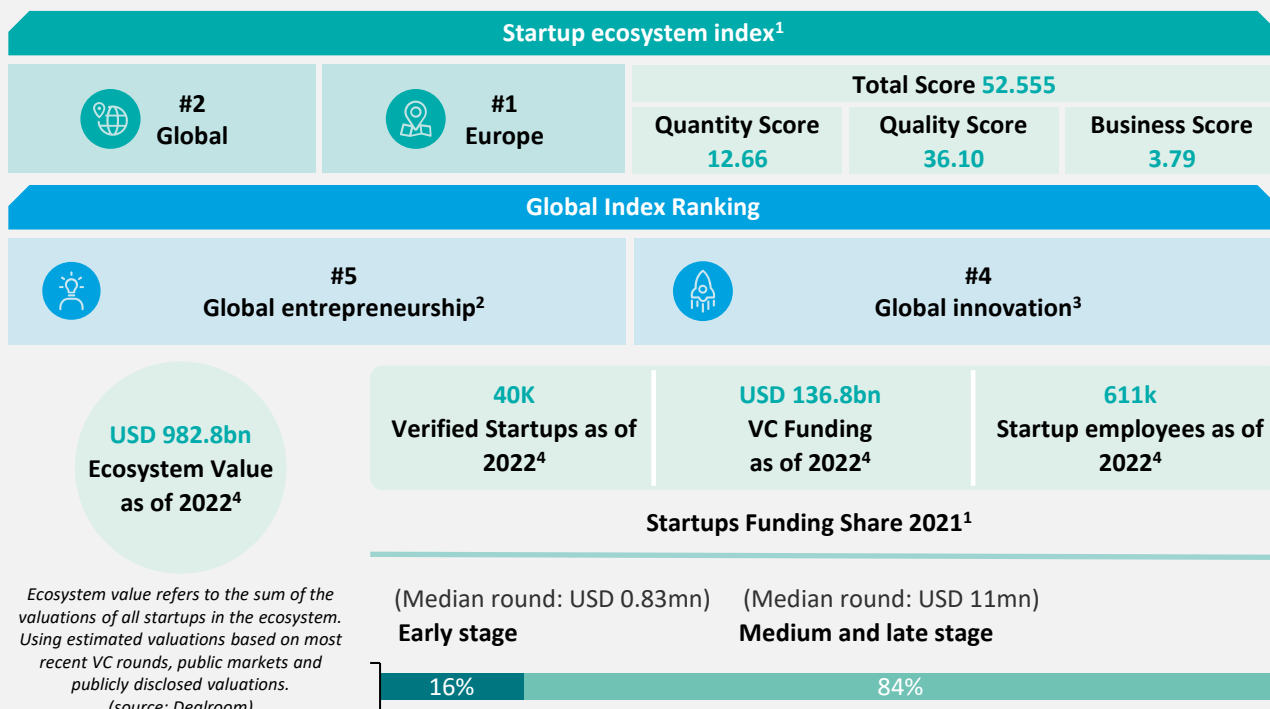 Startup ecosystem index¹
#2
Global
#1
Europe
Total Score 52.555
Quantity Score
12.66
Quality Score
36.10
Business Score
3.79
Global Index Ranking
#5
Global entrepreneurship²
#4
Global innovation³
USD 982.8bn
Ecosystem Value
as of 2022⁴
40K
Verified Startups as of
2022⁴
USD 136.8bn
VC Funding
as of 2022⁴
611k
Startup employees as of
2022⁴
Startups Funding Share 2021¹
Ecosystem value refers to the sum of the
valuations of all startups in the ecosystem.
Using estimated valuations based on most
recent VC rounds, public markets and
publicly disclosed valuations.
(source: Dealroom)
(Median round: USD 0.83mn)
Early stage
(Median round: USD 11mn)
Medium and late stage
16%
84%